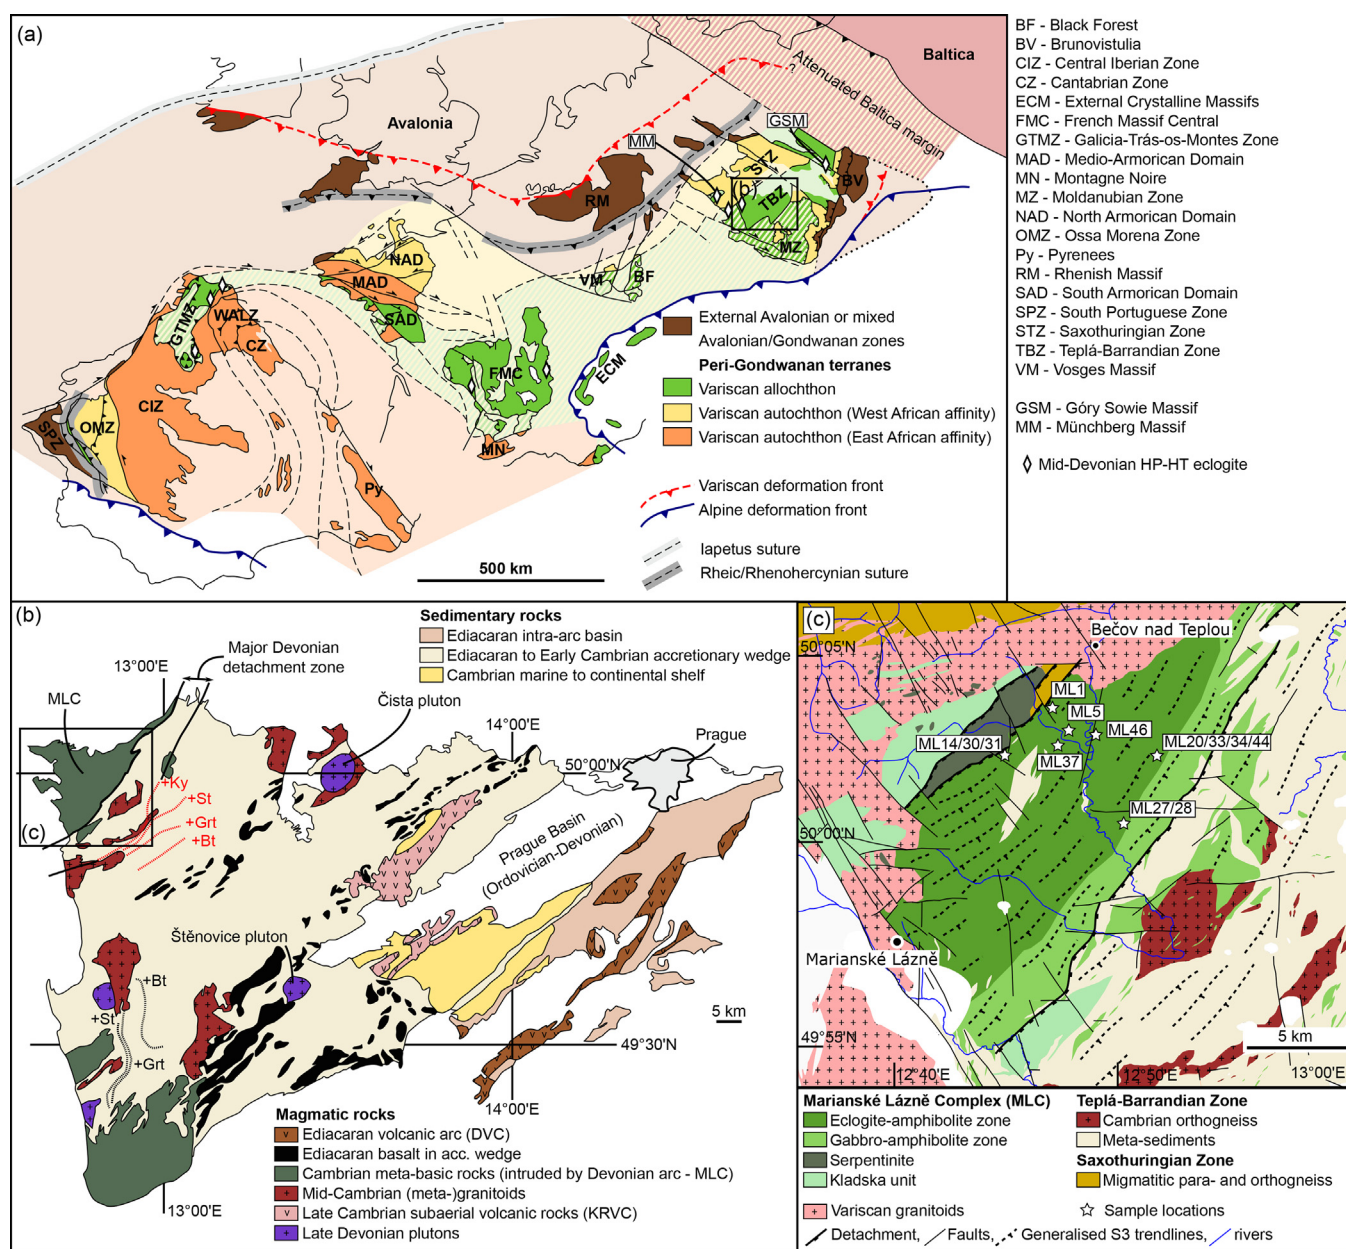 (a)
Baltica
Attenuated Baltica margin
?
Avalonia
GSM
MM
STZ
BV
RM
TBZ
MZ
NAD
VM
BF
MAD
SAD
GTMZ
WALZ
CZ
FMC
ECM
CIZ
OMZ
SPZ
MN
Py
External Avalonian or mixed
Avalonian/Gondwanan zones
Peri-Gondwanan terranes
Variscan allochthon
Variscan autochthon (West African affinity)
Variscan autochthon (East African affinity)
Variscan deformation front
Alpine deformation front
Iapetus suture
Rheic/Rhenohercynian suture
500 km
BF - Black Forest
BV - Brunovistulia
CIZ - Central Iberian Zone
CZ - Cantabrian Zone
ECM - External Crystalline Massifs
FMC - French Massif Central
GTMZ - Galicia-Trás-os-Montes Zone
MAD - Medio-Armorican Domain
MN - Montagne Noire
MZ - Moldanubian Zone
NAD - North Armorican Domain
OMZ - Ossa Morena Zone
Py - Pyrenees
RM - Rhenish Massif
SAD - South Armorican Domain
SPZ - South Portuguese Zone
STZ - Saxothuringian Zone
TBZ - Teplá-Barrandian Zone
VM - Vosges Massif
GSM - Góry Sowie Massif
MM - Münchberg Massif
Mid-Devonian HP-HT eclogite
(b)
Sedimentary rocks
Ediacaran intra-arc basin
Ediacaran to Early Cambrian accretionary wedge
Cambrian marine to continental shelf
Major Devonian
detachment zone
13°00'E
MLC
Čista pluton
14°00'E
Prague
50°00'N
+Ky
+St
+Grt
+Bt
(c)
Prague Basin
(Ordovician-Devonian)
Štěnovice pluton
+Bt
+St
+Grt
5 km
49°30'N
14°00'E
13°00'E
Magmatic rocks
Ediacaran volcanic arc (DVC)
Ediacaran basalt in acc. wedge
Cambrian meta-basic rocks (intruded by Devonian arc - MLC)
Mid-Cambrian (meta-)granitoids
Late Cambrian subaerial volcanic rocks (KRVC)
Late Devonian plutons
(c)
50°05'N
Bečov nad Teplou
ML1
ML5
ML46
ML14/30/31
ML20/33/34/44
ML37
ML27/28
50°00'N
Marianské Lázně
49°55'N
5 km
12°40'E
12°50'E
13°00'E
Marianské Lázně Complex (MLC)
Eclogite-amphibolite zone
Gabbro-amphibolite zone
Serpentinite
Kladska unit
Variscan granitoids
Teplá-Barrandian Zone
Cambrian orthogneiss
Meta-sediments
Saxothuringian Zone
Migmatitic para- and orthogneiss
Sample locations
Detachment, Faults, Generalised S3 trendlines, rivers